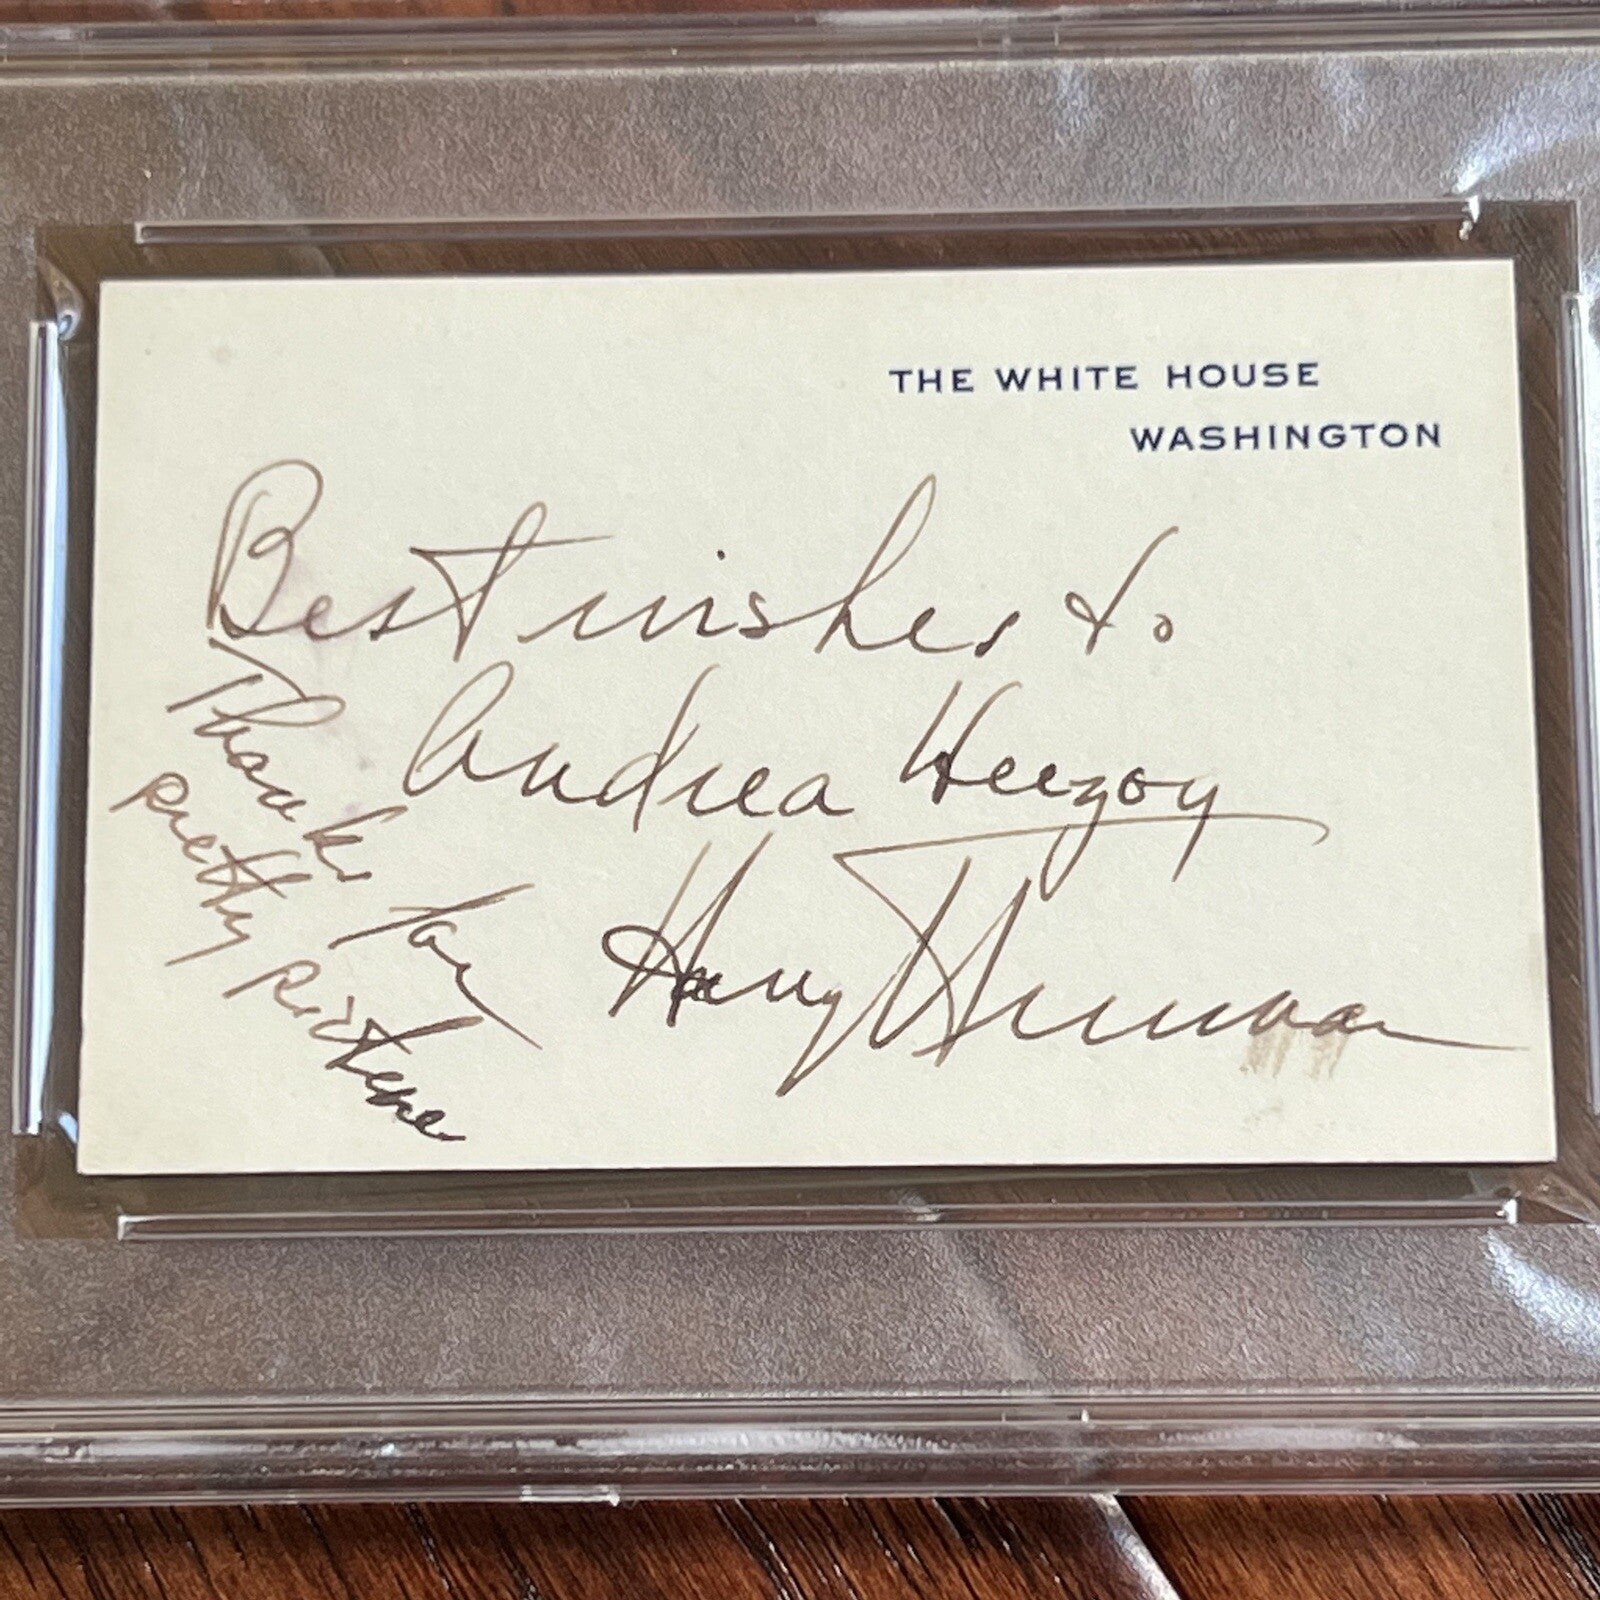 THE WHITE HOUSE
WASHINGTON
Best wishes to
Andrea Herzog
Harry Truman
Thanks for
pretty picture